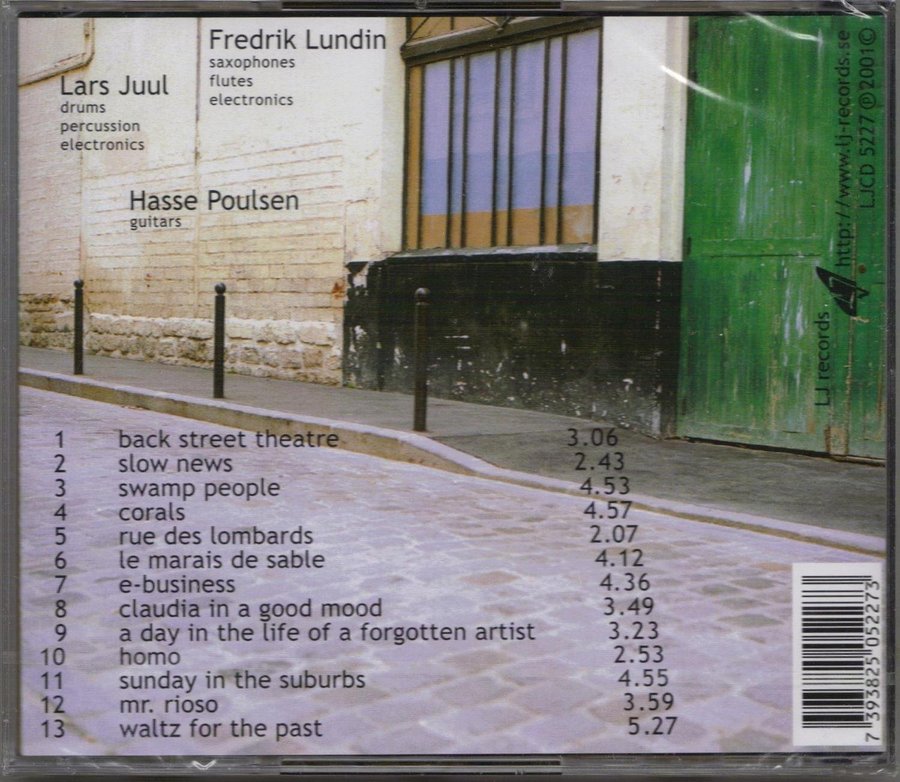 Fredrik Lundin
saxophones
flutes
electronics
Lars Juul
drums
percussion
electronics
Hasse Poulsen
guitars
LJ records
http://www.lj-records.se
LJCD 5227 ℗ 2001 ©
1 back street theatre 3.06
2 slow news 2.43
3 swamp people 4.53
4 corals 4.57
5 rue des lombards 2.07
6 le marais de sable 4.12
7 e-business 4.36
8 claudia in a good mood 3.49
9 a day in the life of a forgotten artist 3.23
10 homo 2.53
11 sunday in the suburbs 4.55
12 mr. rioso 3.59
13 waltz for the past 5.27
7 393825 052273